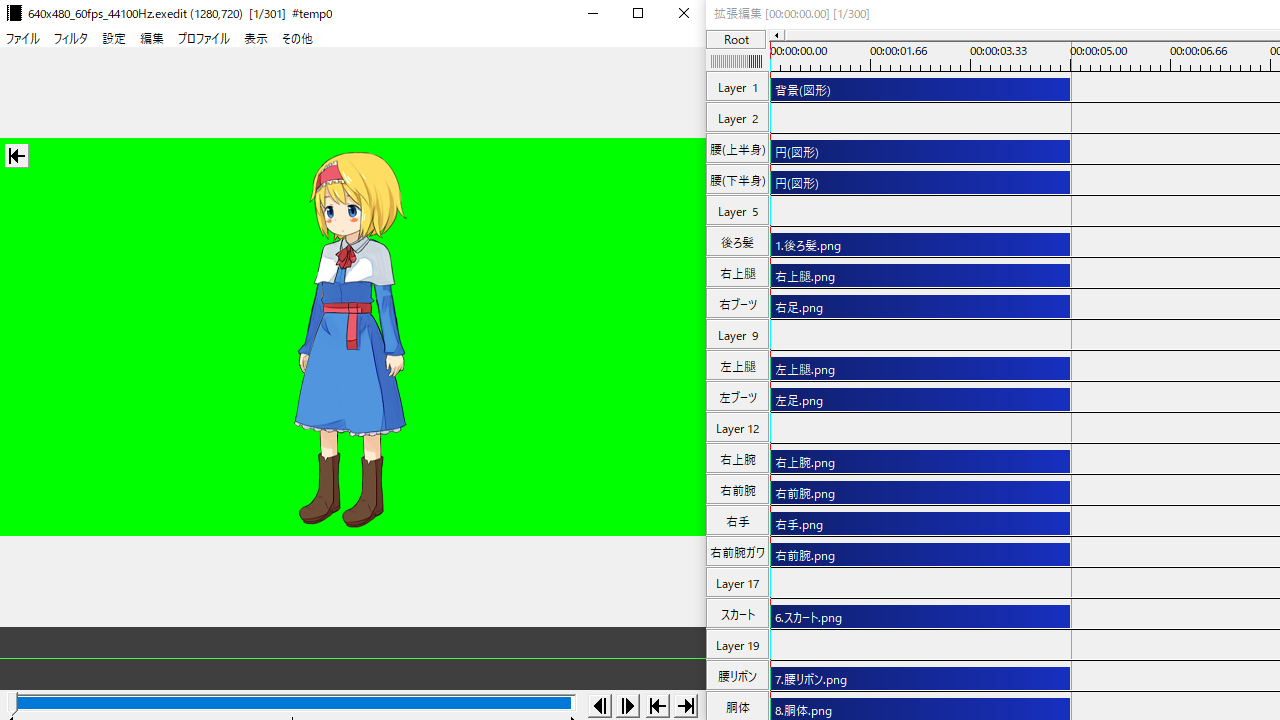 640x480_60fps_44100Hz.exedit (1280,720)  [1/301]  #temp0
ファイル フィルタ 設定 編集 プロファイル 表示 その他
拡張編集 [00:00:00.00] [1/300]
Root
00:00:00.00 00:00:01.66 00:00:03.33 00:00:05.00 00:00:06.66 00
Layer 1 背景(図形)
Layer 2
腰(上半身) 円(図形)
腰(下半身) 円(図形)
Layer 5
後ろ髪 1.後ろ髪.png
右上腿 右上腿.png
右ブーツ 右足.png
Layer 9
左上腿 左上腿.png
左ブーツ 左足.png
Layer 12
右上腕 右上腕.png
右前腕 右前腕.png
右手 右手.png
右前腕ガワ 右前腕.png
Layer 17
スカート 6.スカート.png
Layer 19
腰リボン 7.腰リボン.png
胴体 8.胴体.png